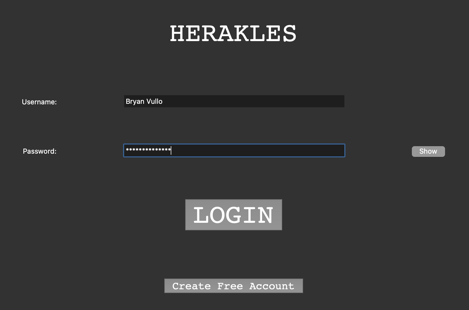 HERAKLES
Username:
Bryan Vullo
Password:
**************
Show
LOGIN
Create Free Account